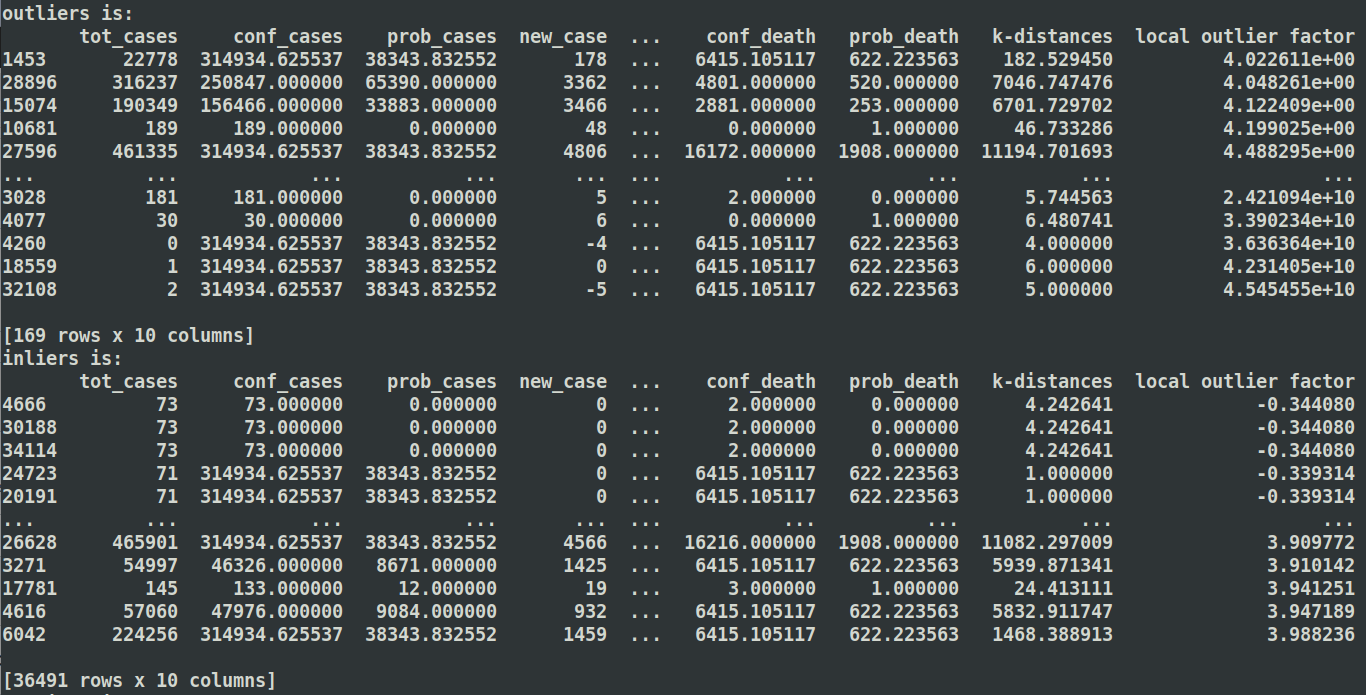 outliers is:
tot_cases conf_cases prob_cases new_case ... conf_death prob_death k-distances local outlier factor
1453 22778 314934.625537 38343.832552 178 ... 6415.105117 622.223563 182.529450 4.022611e+00
28896 316237 250847.000000 65390.000000 3362 ... 4801.000000 520.000000 7046.747476 4.048261e+00
15074 190349 156466.000000 33883.000000 3466 ... 2881.000000 253.000000 6701.729702 4.122409e+00
10681 189 189.000000 0.000000 48 ... 0.000000 1.000000 46.733286 4.199025e+00
27596 461335 314934.625537 38343.832552 4806 ... 16172.000000 1908.000000 11194.701693 4.488295e+00
... ... ... ... ... ... ... ... ... ...
3028 181 181.000000 0.000000 5 ... 2.000000 0.000000 5.744563 2.421094e+10
4077 30 30.000000 0.000000 6 ... 0.000000 1.000000 6.480741 3.390234e+10
4260 0 314934.625537 38343.832552 -4 ... 6415.105117 622.223563 4.000000 3.636364e+10
18559 1 314934.625537 38343.832552 0 ... 6415.105117 622.223563 6.000000 4.231405e+10
32108 2 314934.625537 38343.832552 -5 ... 6415.105117 622.223563 5.000000 4.545455e+10
[169 rows x 10 columns]
inliers is:
tot_cases conf_cases prob_cases new_case ... conf_death prob_death k-distances local outlier factor
4666 73 73.000000 0.000000 0 ... 2.000000 0.000000 4.242641 -0.344080
30188 73 73.000000 0.000000 0 ... 2.000000 0.000000 4.242641 -0.344080
34114 73 73.000000 0.000000 0 ... 2.000000 0.000000 4.242641 -0.344080
24723 71 314934.625537 38343.832552 0 ... 6415.105117 622.223563 1.000000 -0.339314
20191 71 314934.625537 38343.832552 0 ... 6415.105117 622.223563 1.000000 -0.339314
... ... ... ... ... ... ... ... ... ...
26628 465901 314934.625537 38343.832552 4566 ... 16216.000000 1908.000000 11082.297009 3.909772
3271 54997 46326.000000 8671.000000 1425 ... 6415.105117 622.223563 5939.871341 3.910142
17781 145 133.000000 12.000000 19 ... 3.000000 1.000000 24.413111 3.941251
4616 57060 47976.000000 9084.000000 932 ... 6415.105117 622.223563 5832.911747 3.947189
6042 224256 314934.625537 38343.832552 1459 ... 6415.105117 622.223563 1468.388913 3.988236
[36491 rows x 10 columns]